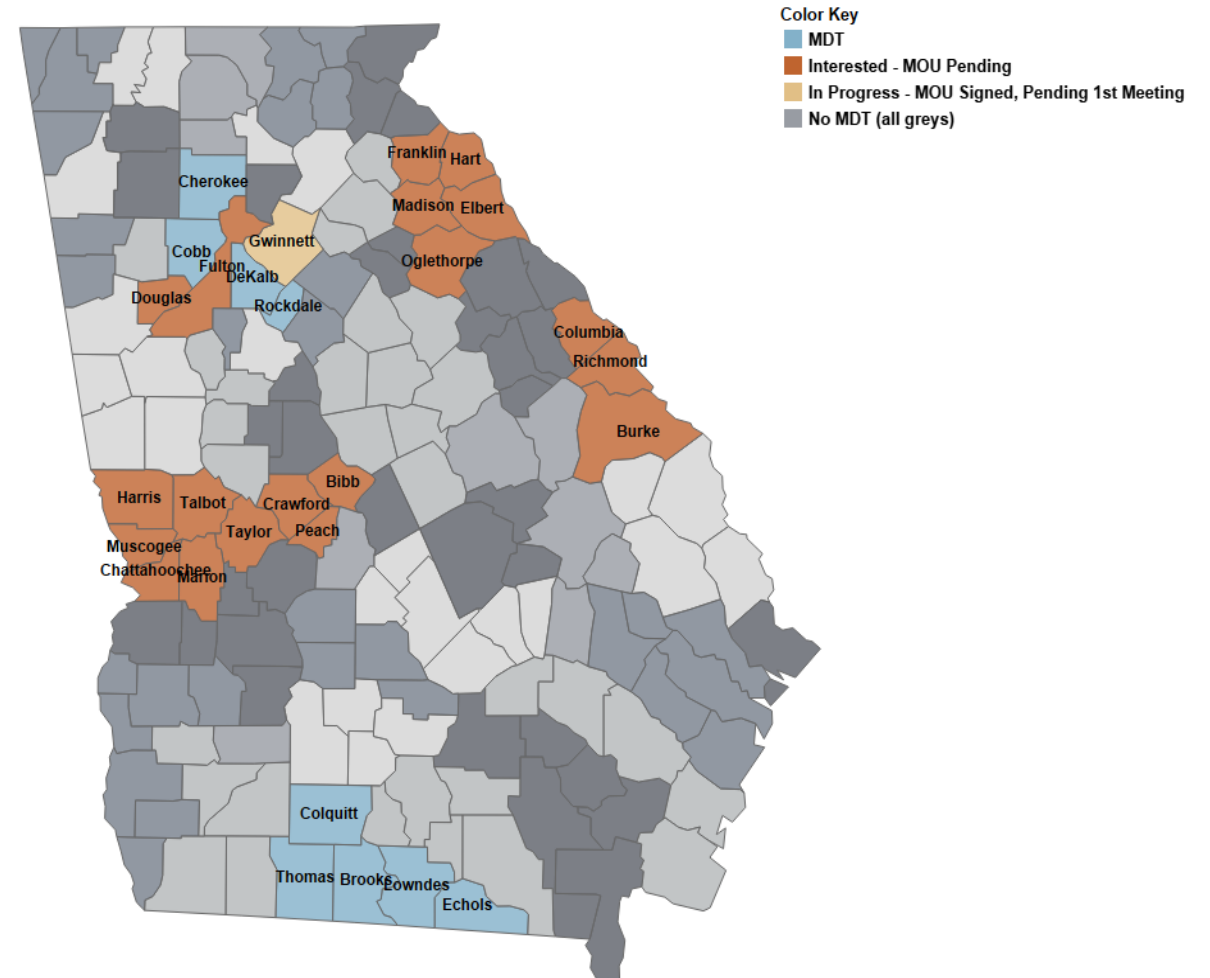 Color Key
MDT
Interested - MOU Pending
In Progress - MOU Signed, Pending 1st Meeting
No MDT (all greys)
Franklin
Hart
Cherokee
Madison
Elbert
Gwinnett
Cobb
Oglethorpe
Fulton
DeKalb
Douglas
Rockdale
Columbia
Richmond
Burke
Bibb
Harris
Talbot
Crawford
Taylor
Peach
Muscogee
Chattahoochee
Marion
Colquitt
Thomas
Brooks
Lowndes
Echols